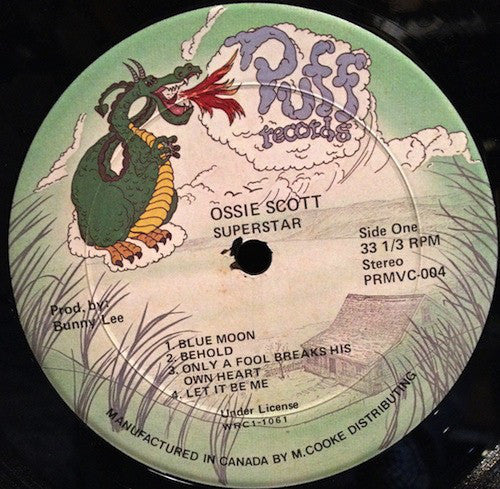 Puff
records
OSSIE SCOTT
SUPERSTAR
Side One
33 1/3 RPM
Stereo
PRMVC-004
Prod. by:
Bunny Lee
1. BLUE MOON
2. BEHOLD
3. ONLY A FOOL BREAKS HIS
OWN HEART
4. LET IT BE ME
Under License
WRC1-1061
MANUFACTURED IN CANADA BY M.COOKE DISTRIBUTING